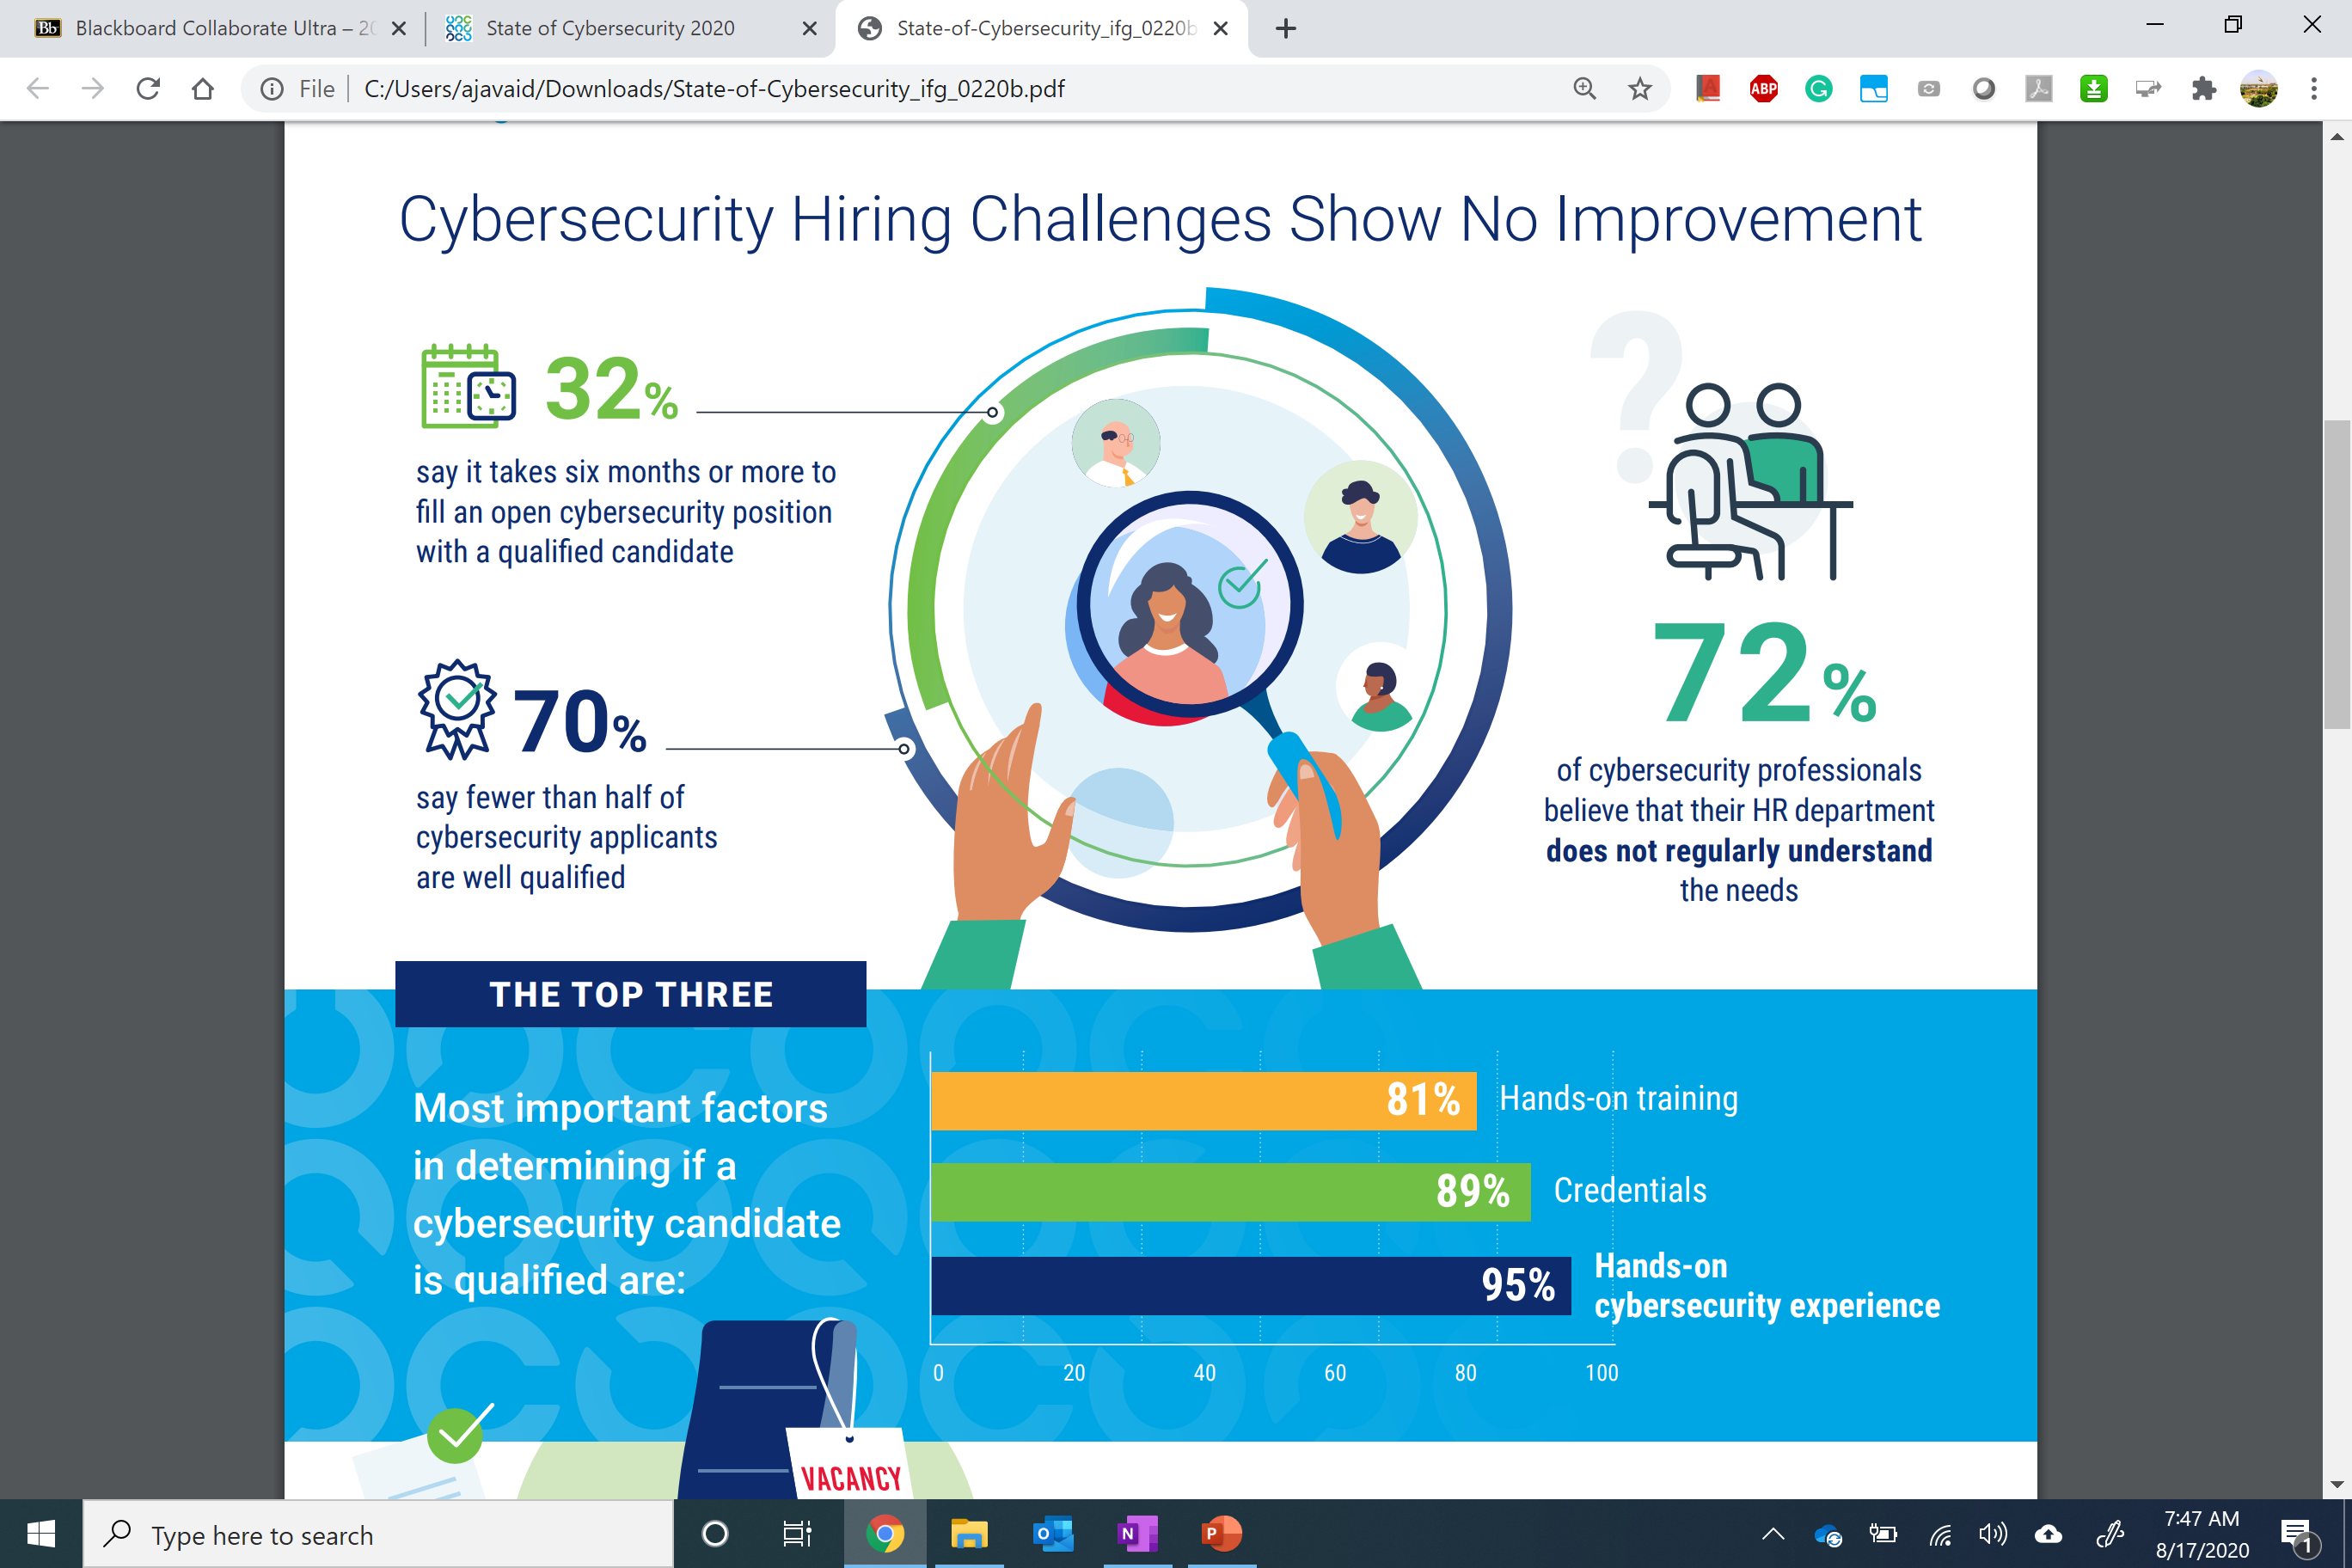 Blackboard Collaborate Ultra – 20
State of Cybersecurity 2020
State-of-Cybersecurity_ifg_0220b
File
C:/Users/ajavaid/Downloads/State-of-Cybersecurity_ifg_0220b.pdf
Cybersecurity Hiring Challenges Show No Improvement
32%
say it takes six months or more to
fill an open cybersecurity position
with a qualified candidate
70%
say fewer than half of
cybersecurity applicants
are well qualified
?
72%
of cybersecurity professionals
believe that their HR department
does not regularly understand
the needs
THE TOP THREE
Most important factors
in determining if a
cybersecurity candidate
is qualified are:
81% Hands-on training
89% Credentials
95% Hands-on
cybersecurity experience
0 20 40 60 80 100
VACANCY
Type here to search
7:47 AM
8/17/2020
1
Bb
ABP
G
O
N
P